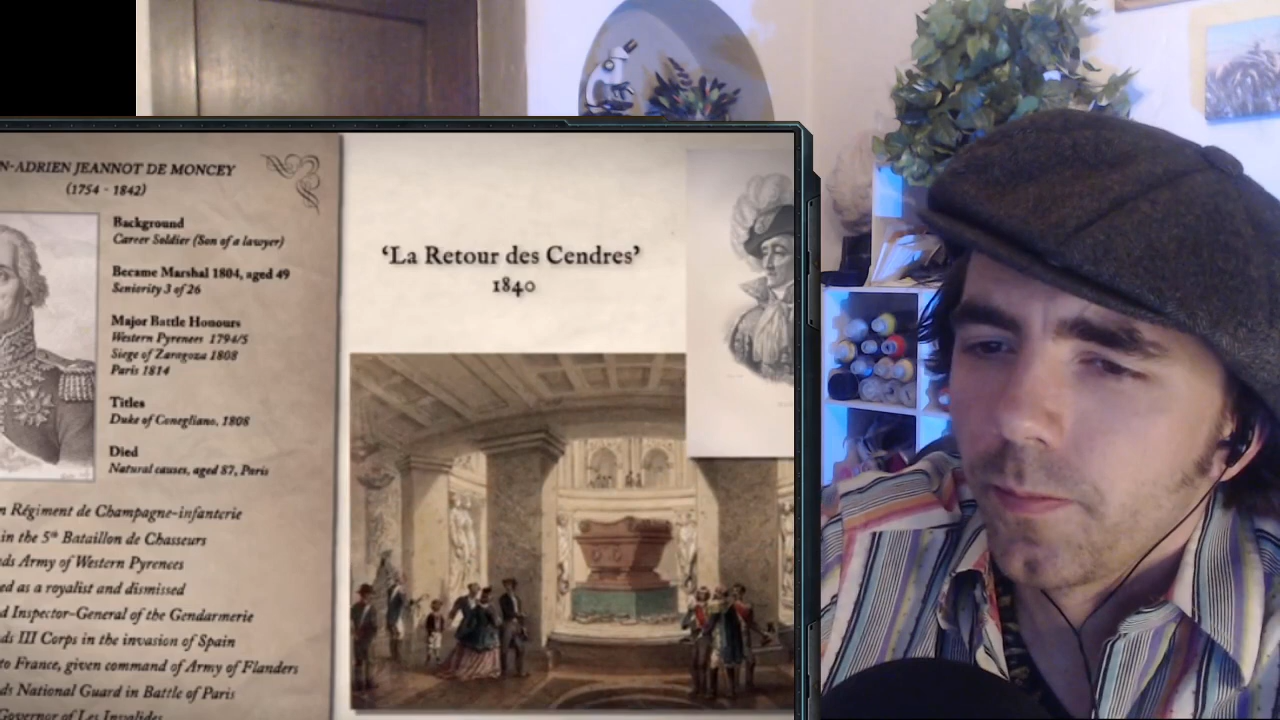 N-ADRIEN JEANNOT DE MONCEY
(1754 - 1842)
Background
Career Soldier (Son of a lawyer)
Became Marshal 1804, aged 49
Seniority 3 of 26
Major Battle Honours
Western Pyrenees 1794/5
Siege of Zaragoza 1808
Paris 1814
Titles
Duke of Conegliano, 1808
Died
Natural causes, aged 87, Paris
n Régiment de Champagne-infanterie
in the 5th Bataillon de Chasseurs
ds Army of Western Pyrenees
ed as a royalist and dismissed
d Inspector-General of the Gendarmerie
ds III Corps in the invasion of Spain
to France, given command of Army of Flanders
ds National Guard in Battle of Paris
Governor of Les Invalides
‘La Retour des Cendres’
1840